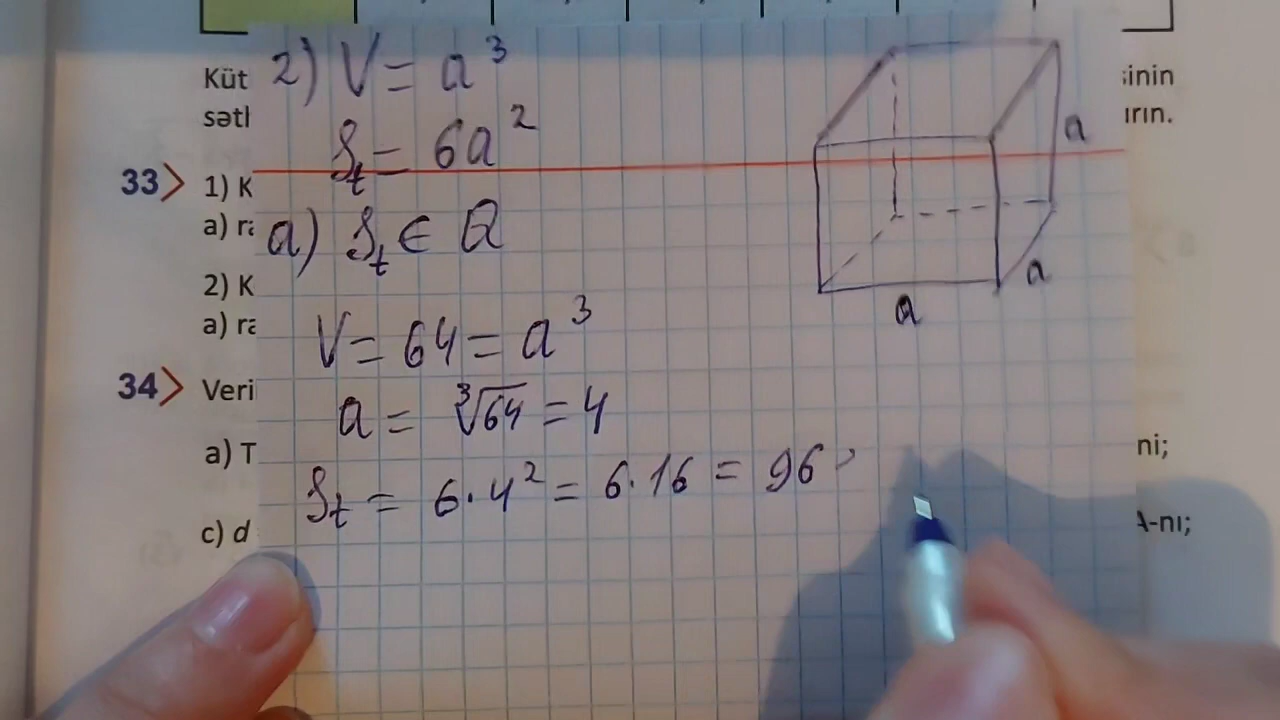 Küt
sətl
sinin
ırın.
33
1) K
a) ra
2) K
a) ra
34
Veri
a) T
ni;
c) d
A-nı;
2) V = a³
Sₜ = 6a²
a) Sₜ ∈ Q
V = 64 = a³
a = ³√64 = 4
Sₜ = 6·4² = 6·16 = 96
a
a
a